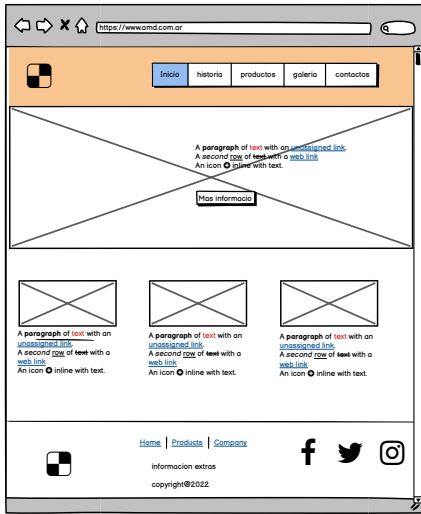 https://www.amd.com.ar
Inicio historia productos galeria contactos
A paragraph of text with an unassigned link.
A second row of text with a web link
An icon inline with text.
Mas informacio
A paragraph of text with an
unassigned link.
A second row of text with a
web link
An icon inline with text.
A paragraph of text with an
unassigned link.
A second row of text with a
web link
An icon inline with text.
A paragraph of text with an
unassigned link.
A second row of text with a
web link
An icon inline with text.
Home Products Company
informacion extras
copyright@2022